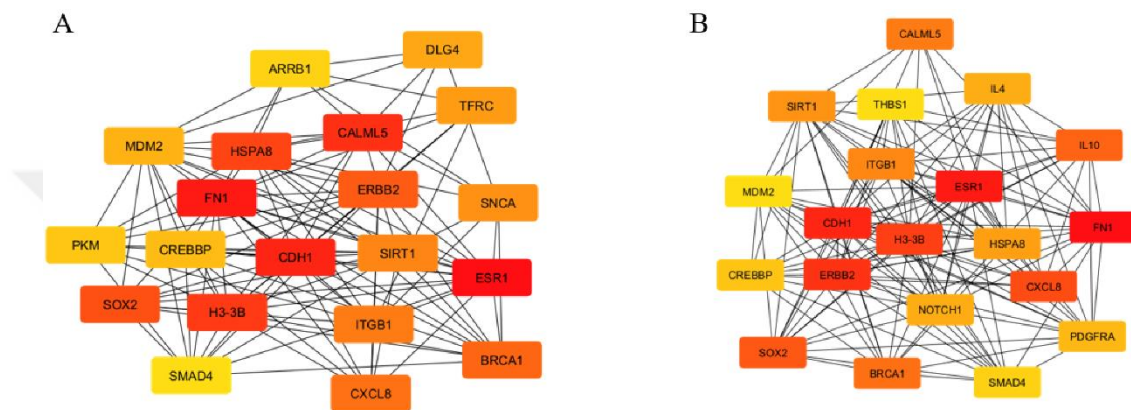 A
DLG4
ARRB1
TFRC
CALML5
MDM2
HSPA8
FN1
ERBB2
SNCA
PKM
CREBBP
CDH1
SIRT1
ESR1
SOX2
H3-3B
ITGB1
BRCA1
SMAD4
CXCL8
B
CALML5
IL4
SIRT1
THBS1
IL10
ITGB1
MDM2
ESR1
CDH1
FN1
H3-3B
HSPA8
CREBBP
ERBB2
CXCL8
NOTCH1
PDGFRA
SOX2
BRCA1
SMAD4